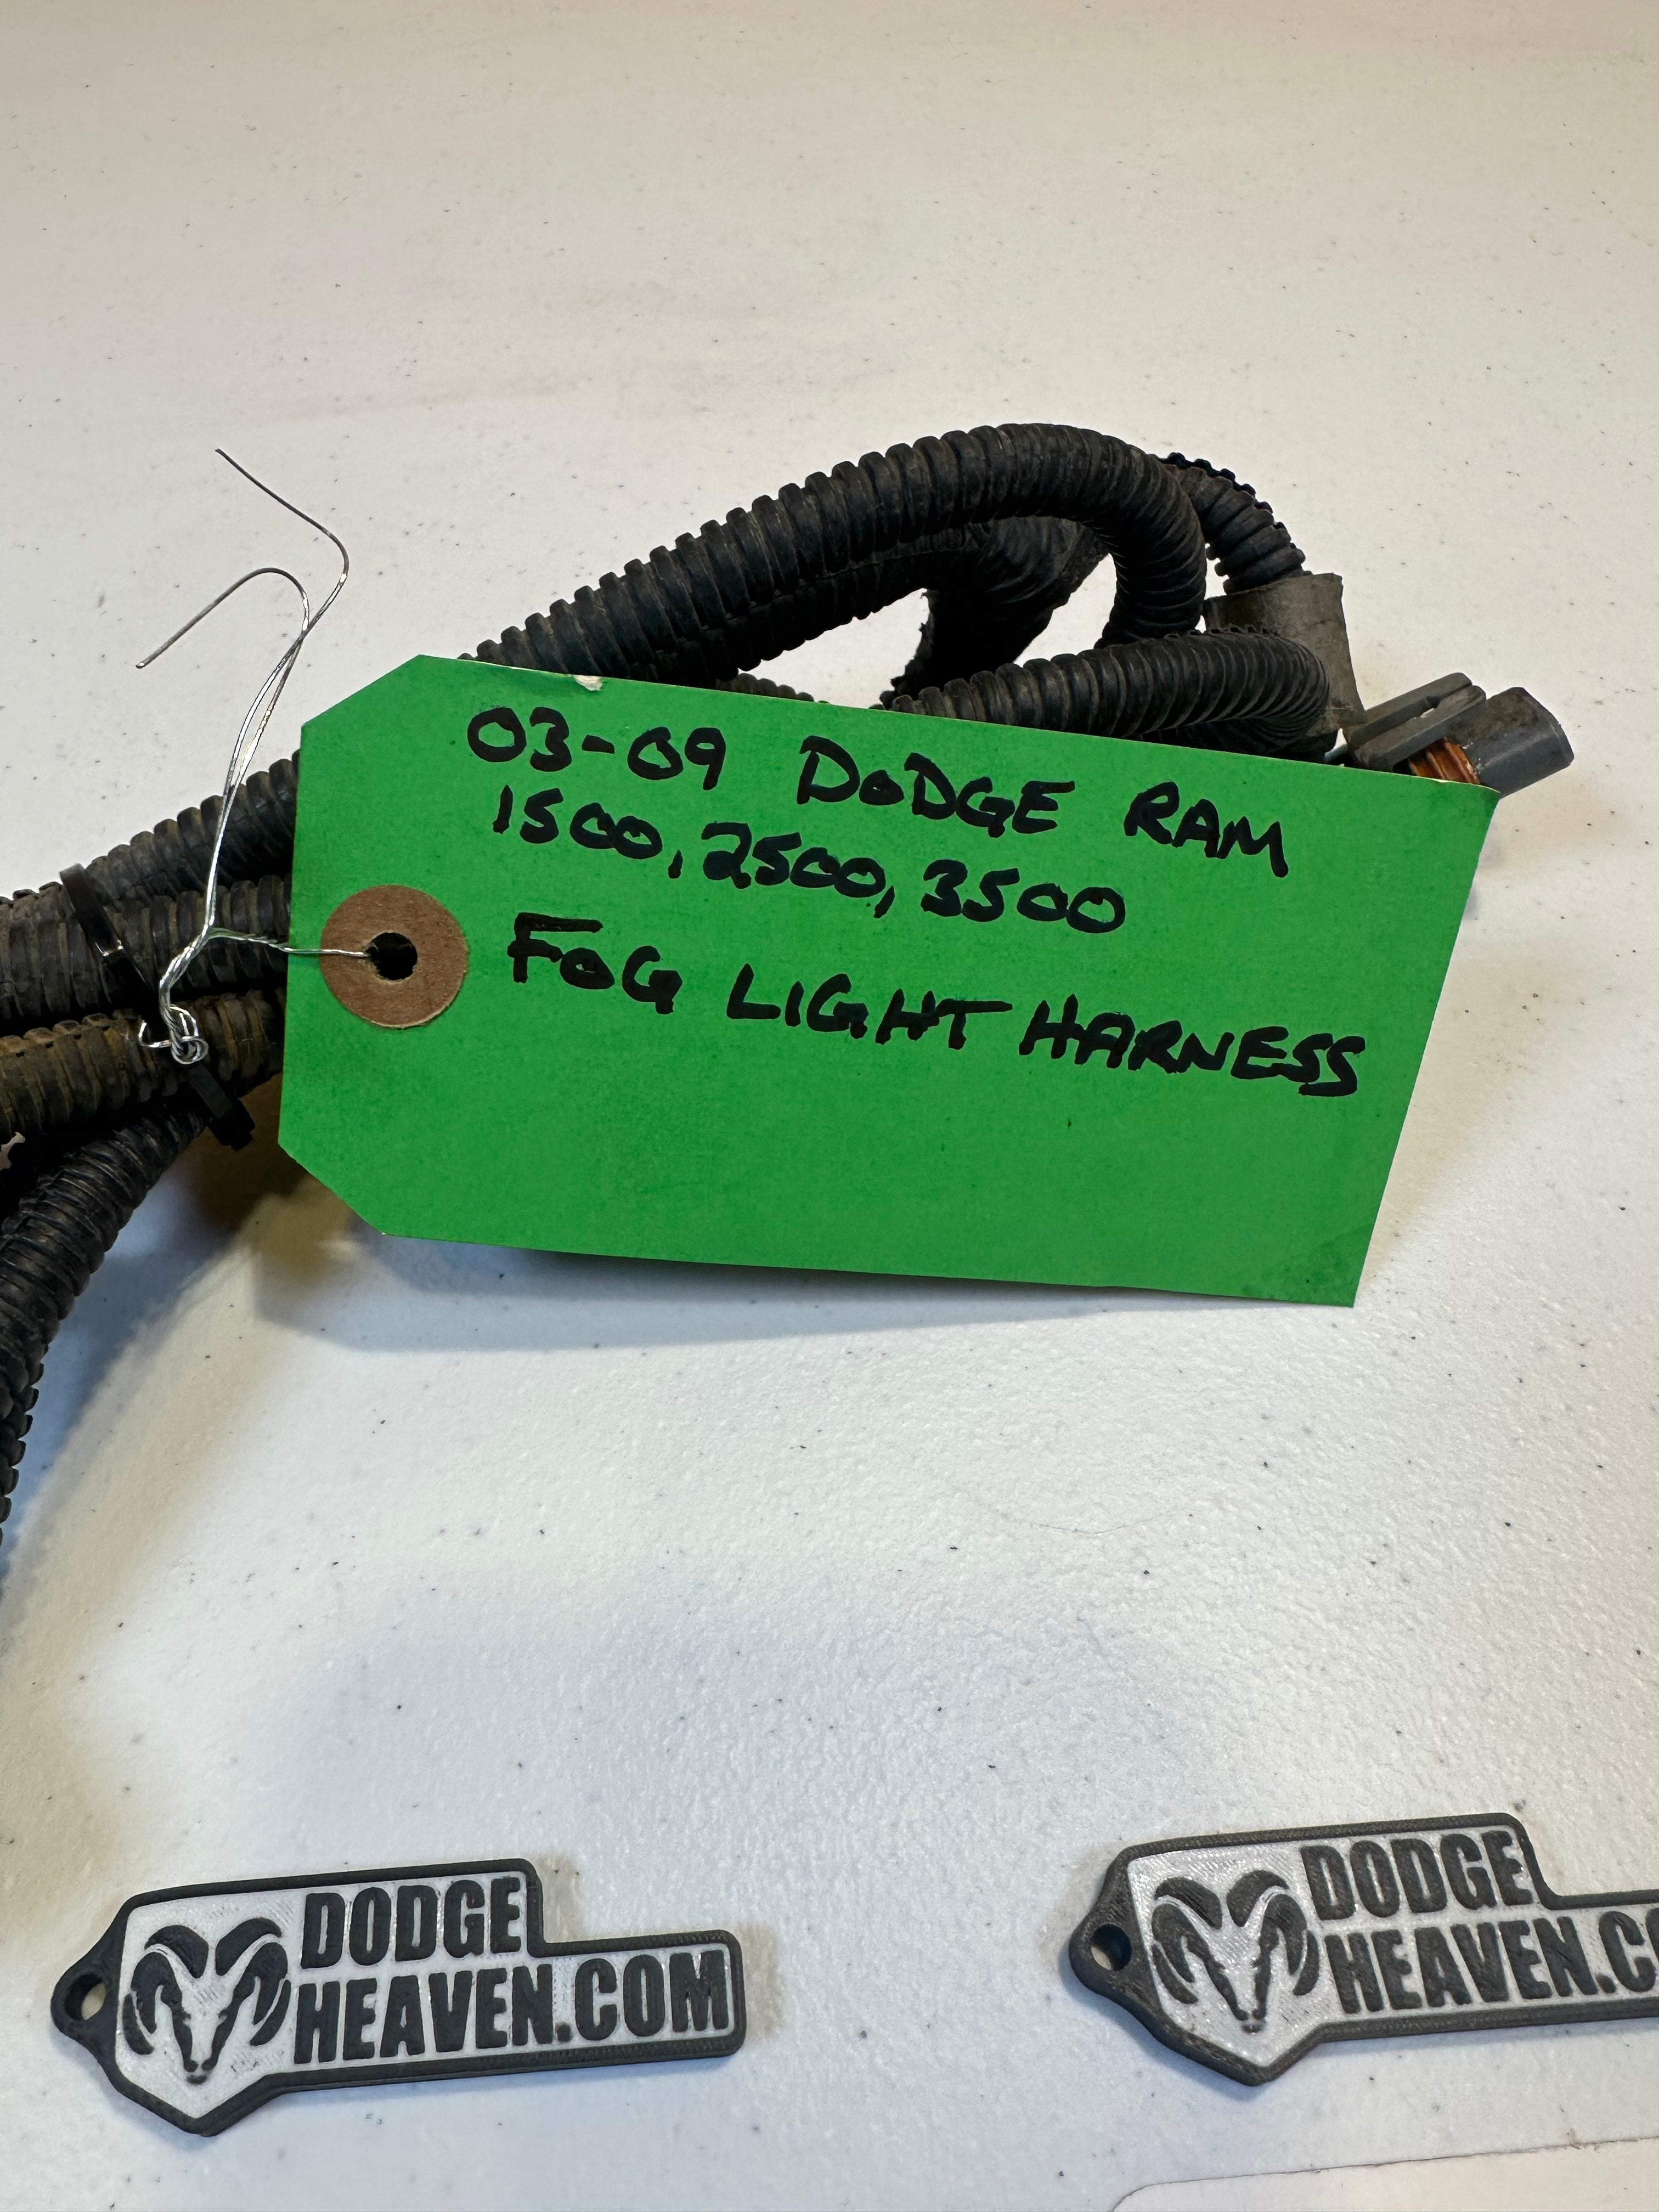 03-09 DODGE RAM
1500, 2500, 3500
FOG LIGHT HARNESS
DODGE
HEAVEN.COM
DODGE
HEAVEN.C